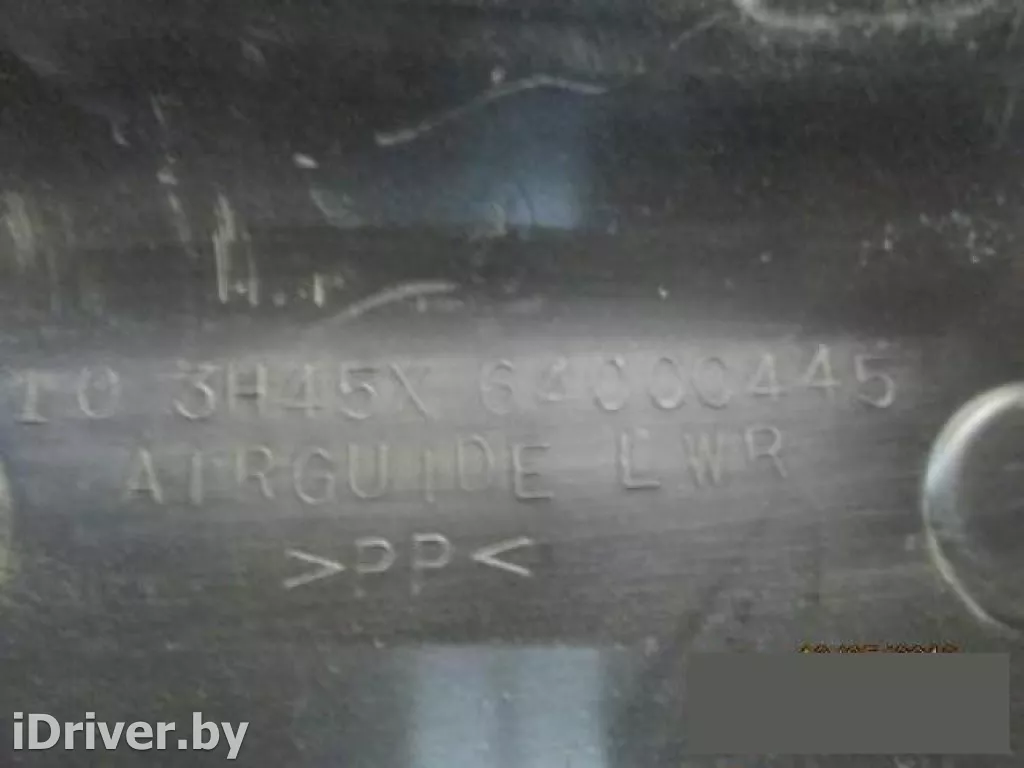 TO 3H45X 64000445
AIRGUIDE LWR
>PP<
iDriver.by